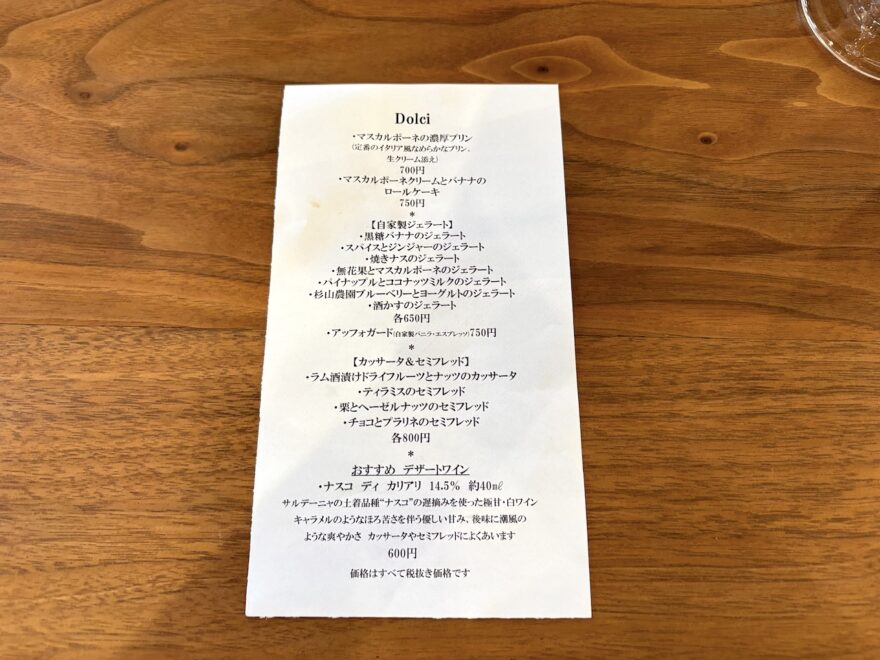 Dolci
・マスカルポーネの濃厚プリン
(定番のイタリア風なめらかなプリン、
生クリーム添え)
700円
・マスカルポーネクリームとバナナの
ロールケーキ
750円
*
【自家製ジェラート】
・黒糖バナナのジェラート
・スパイスとジンジャーのジェラート
・焼きナスのジェラート
・無花果とマスカルポーネのジェラート
・パイナップルとココナッツミルクのジェラート
・杉山農園ブルーベリーとヨーグルトのジェラート
・酒かすのジェラート
各650円
・アッフォガード(自家製バニラ・エスプレッソ)750円
*
【カッサータ&セミフレッド】
・ラム酒漬けドライフルーツとナッツのカッサータ
・ティラミスのセミフレッド
・栗とヘーゼルナッツのセミフレッド
・チョコとプラリネのセミフレッド
各800円
*
おすすめ デザートワイン
・ナスコ ディ カリアリ 14.5% 約40㎖
サルデーニャの土着品種“ナスコ”の遅摘みを使った極甘・白ワイン
キャラメルのようなほろ苦さを伴う優しい甘み、後味に潮風の
ような爽やかさ カッサータやセミフレッドによくあいます
600円
価格はすべて税抜き価格です